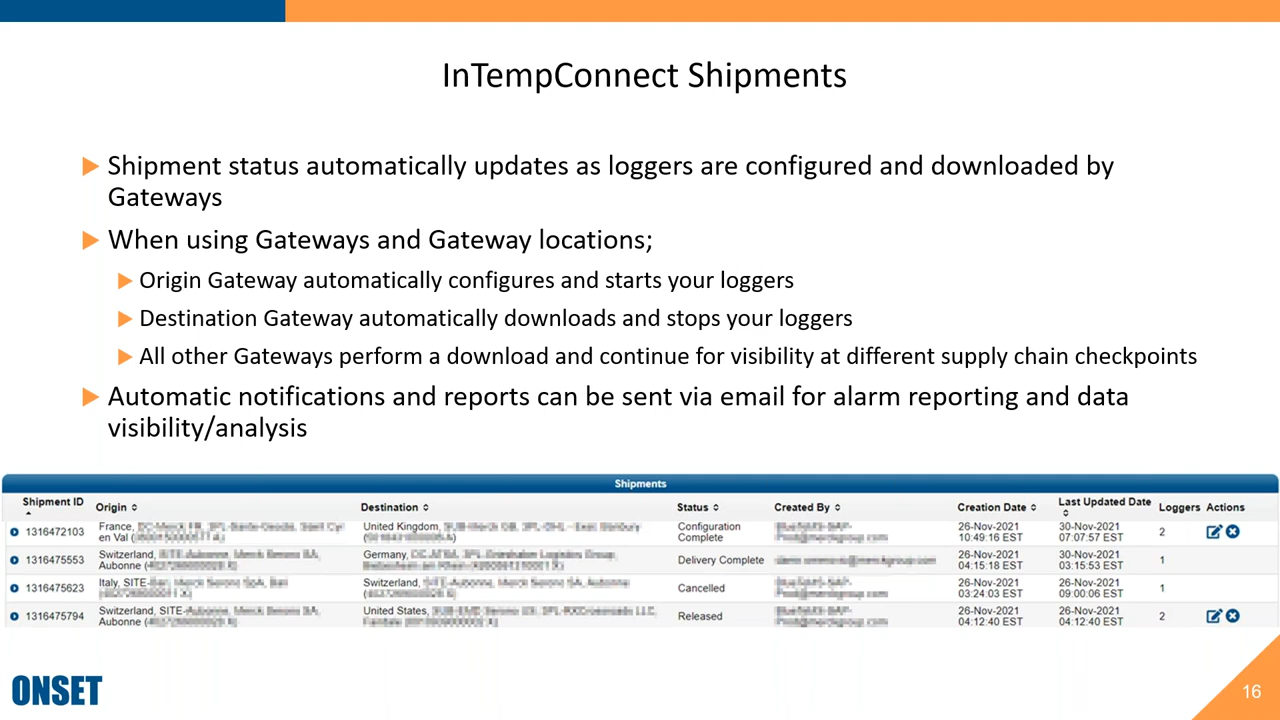 InTempConnect Shipments
Shipment status automatically updates as loggers are configured and downloaded by
Gateways
When using Gateways and Gateway locations;
Origin Gateway automatically configures and starts your loggers
Destination Gateway automatically downloads and stops your loggers
All other Gateways perform a download and continue for visibility at different supply chain checkpoints
Automatic notifications and reports can be sent via email for alarm reporting and data
visibility/analysis
Shipments
Shipment ID Origin Destination Status Created By Creation Date Last Updated Date Loggers Actions
1316472103 France, en Val United Kingdom, Configuration Complete 26-Nov-2021 10:49:16 EST 30-Nov-2021 07:07:57 EST 2
1316475553 Switzerland, Aubonne Germany, Delivery Complete 26-Nov-2021 04:15:18 EST 30-Nov-2021 03:15:53 EST 1
1316475623 Italy, SITE- Switzerland, Cancelled 26-Nov-2021 03:24:03 EST 26-Nov-2021 09:00:06 EST 1
1316475794 Switzerland, SITE- Aubonne United States, Released 26-Nov-2021 04:12:40 EST 26-Nov-2021 04:12:40 EST 2
ONSET
16